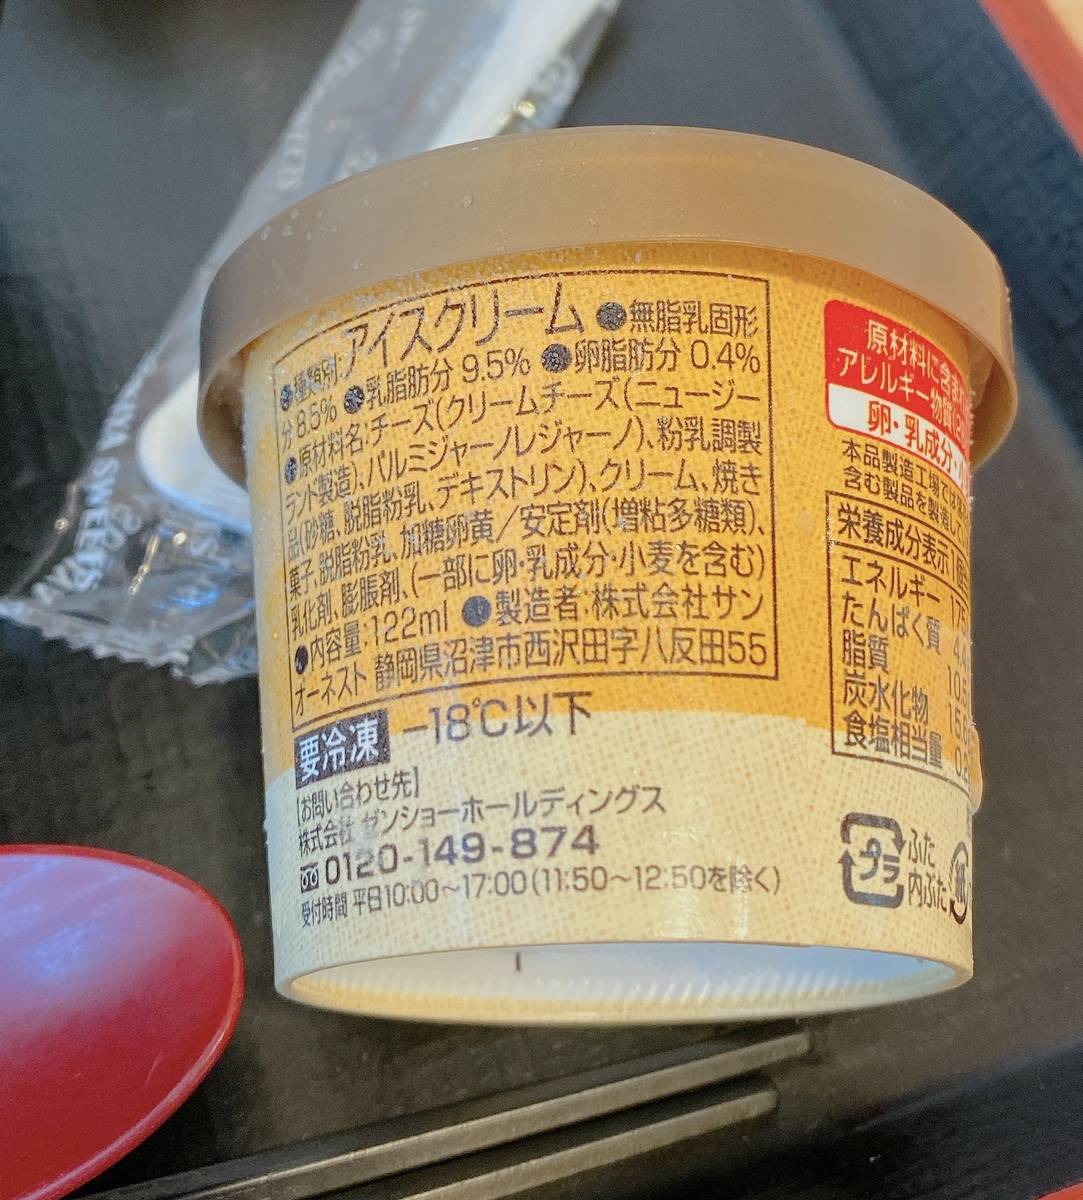 ●種類別:アイスクリーム ●無脂乳固形
分 8.5% ●乳脂肪分 9.5% ●卵脂肪分 0.4%
●原材料名:チーズ(クリームチーズ(ニュージー
ランド製造)、パルミジャーノレジャーノ)、粉乳調製
品(砂糖、脱脂粉乳、デキストリン)、クリーム、焼き
菓子、脱脂粉乳、加糖卵黄/安定剤(増粘多糖類)、
乳化剤、膨脹剤、(一部に卵・乳成分・小麦を含む)
●内容量:122ml ●製造者:株式会社サン
オーネスト 静岡県沼津市西沢田字八反田55
要冷凍 -18℃以下
【お問い合わせ先】
株式会社 ゼンショーホールディングス
0120-149-874
受付時間 平日10:00~17:00(11:50~12:50を除く)
原材料に含まれ
アレルギー物質
卵・乳成分・
本品製造工場では
含む製品を製造して
栄養成分表示
エネルギー 175
たんぱく質 4.4
脂質 10.5
炭水化物 15.6
食塩相当量
プラ
ふた
内ぶた
紙